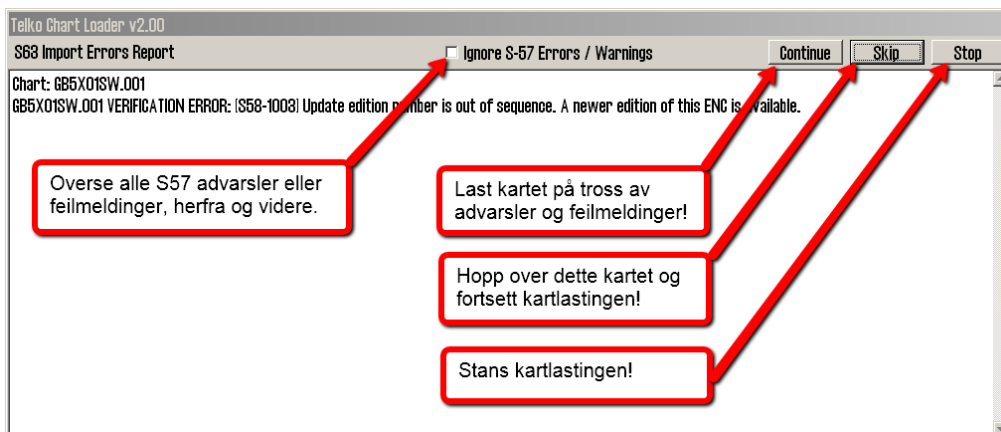 Telko Chart Loader v2.00
S63 Import Errors Report
Ignore S-57 Errors / Warnings
Continue
Skip
Stop
Chart: GB5X01SW.001
GB5X01SW.001 VERIFICATION ERROR: [S58-1003] Update edition number is out of sequence. A newer edition of this ENC is available.
Overse alle S57 advarsler eller
feilmeldinger, herfra og videre.
Last kartet på tross av
advarsler og feilmeldinger!
Hopp over dette kartet og
fortsett kartlastingen!
Stans kartlastingen!